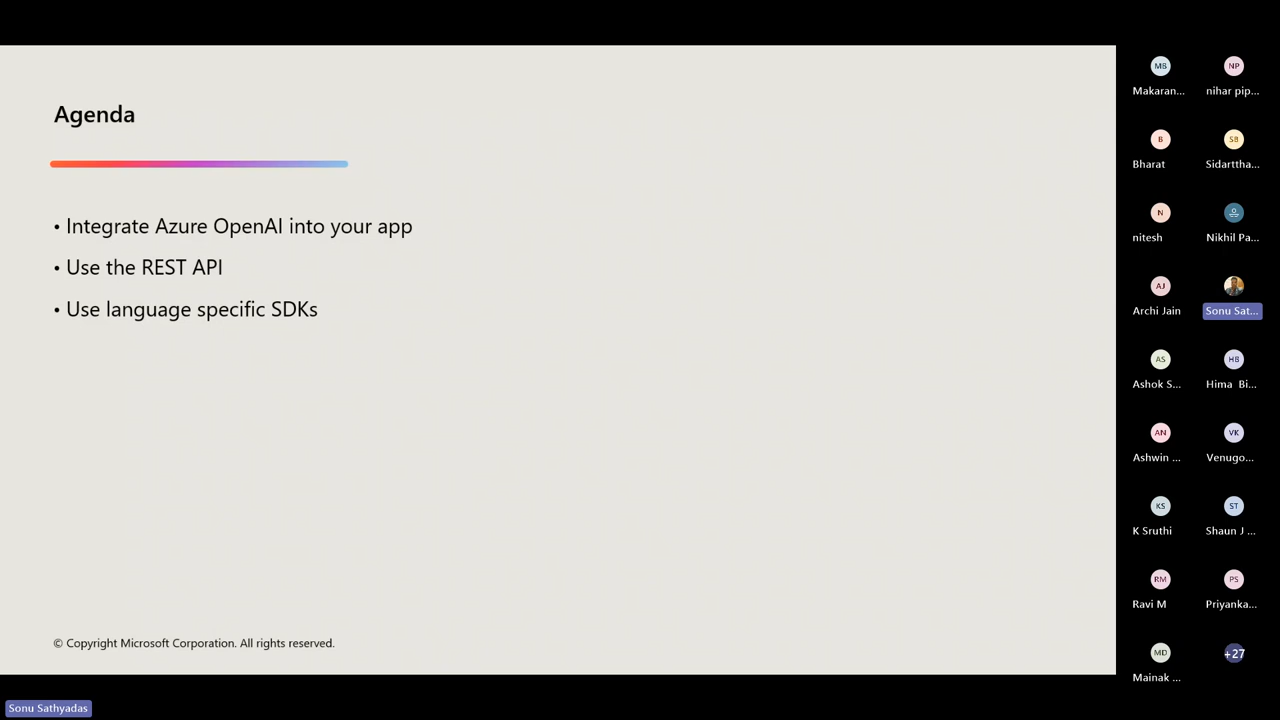 Agenda
• Integrate Azure OpenAI into your app
• Use the REST API
• Use language specific SDKs
© Copyright Microsoft Corporation. All rights reserved.
MB
NP
Makaran...
nihar pip...
B
SB
Bharat
Sidarttha...
N
nitesh
Nikhil Pa...
AJ
Archi Jain
Sonu Sat...
AS
HB
Ashok S...
Hima Bi...
AN
VK
Ashwin ...
Venugo...
KS
ST
K Sruthi
Shaun J ...
RM
PS
Ravi M
Priyanka...
MD
+27
Mainak ...
Sonu Sathyadas